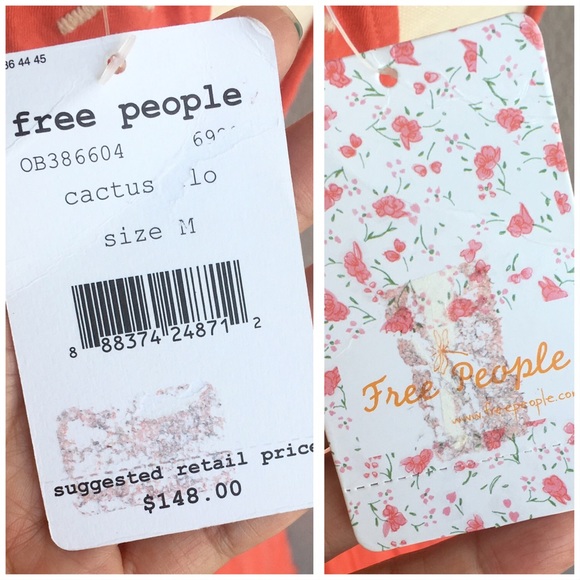 36 44 45
free people
OB386604
cactus lo
size M
8 88374 24871 2
suggested retail price
$148.00
Free People
www.freepeople.com